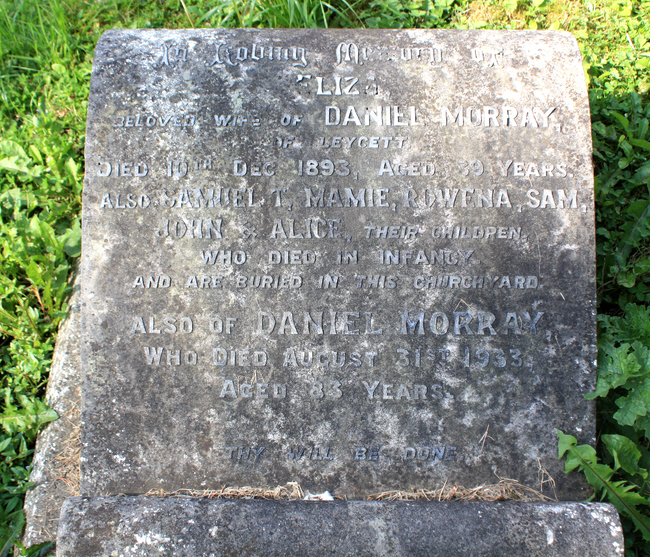 In Loving Memory of
ELIZA
BELOVED WIFE OF DANIEL MORRAY,
OF LEYCETT
DIED 10TH DEC 1893, AGED 39 YEARS.
ALSO SAMUEL T, MAMIE, ROWENA, SAM,
JOHN & ALICE, THEIR CHILDREN,
WHO DIED IN INFANCY,
AND ARE BURIED IN THIS CHURCHYARD.
ALSO OF DANIEL MORRAY,
WHO DIED AUGUST 31ST 1933,
AGED 83 YEARS.
THY WILL BE DONE